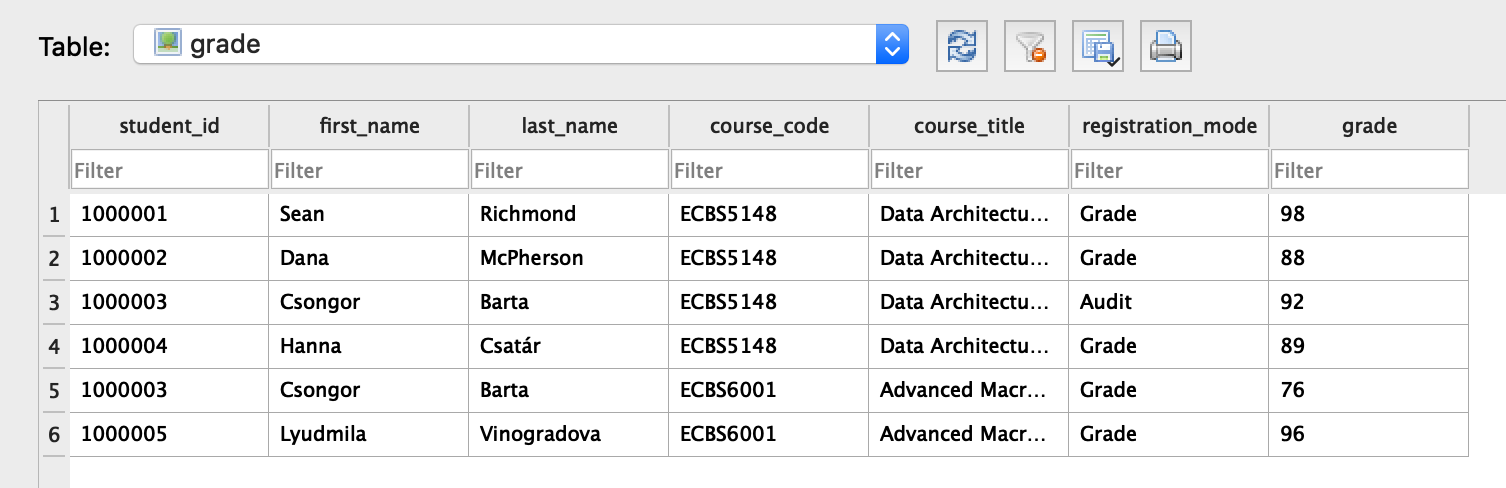 Table: grade
student_id first_name last_name course_code course_title registration_mode grade
Filter Filter Filter Filter Filter Filter Filter
1 1000001 Sean Richmond ECBS5148 Data Architectu... Grade 98
2 1000002 Dana McPherson ECBS5148 Data Architectu... Grade 88
3 1000003 Csongor Barta ECBS5148 Data Architectu... Audit 92
4 1000004 Hanna Csatár ECBS5148 Data Architectu... Grade 89
5 1000003 Csongor Barta ECBS6001 Advanced Macr... Grade 76
6 1000005 Lyudmila Vinogradova ECBS6001 Advanced Macr... Grade 96